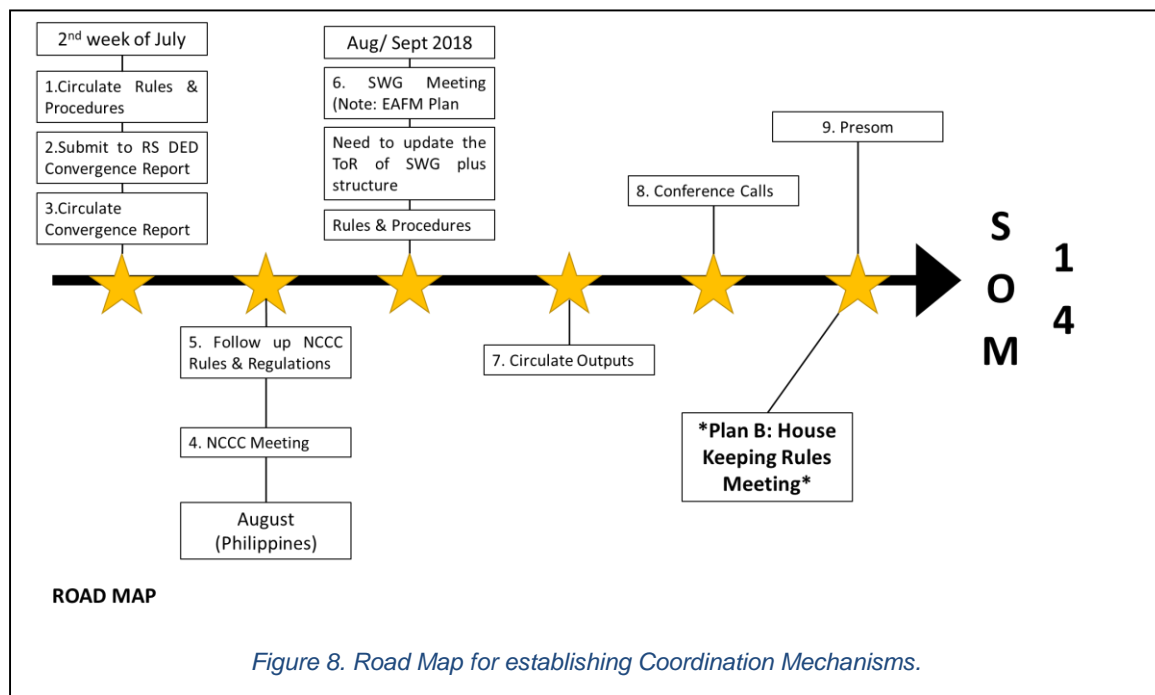 2nd week of July
1.Circulate Rules &
Procedures
2.Submit to RS DED
Convergence Report
3.Circulate
Convergence Report
Aug/ Sept 2018
6. SWG Meeting
(Note: EAFM Plan
Need to update the
ToR of SWG plus
structure
Rules & Procedures
9. Presom
8. Conference Calls
S
O
M
1
4
5. Follow up NCCC
Rules & Regulations
4. NCCC Meeting
August
(Philippines)
7. Circulate Outputs
*Plan B: House
Keeping Rules
Meeting*
ROAD MAP
Figure 8. Road Map for establishing Coordination Mechanisms.